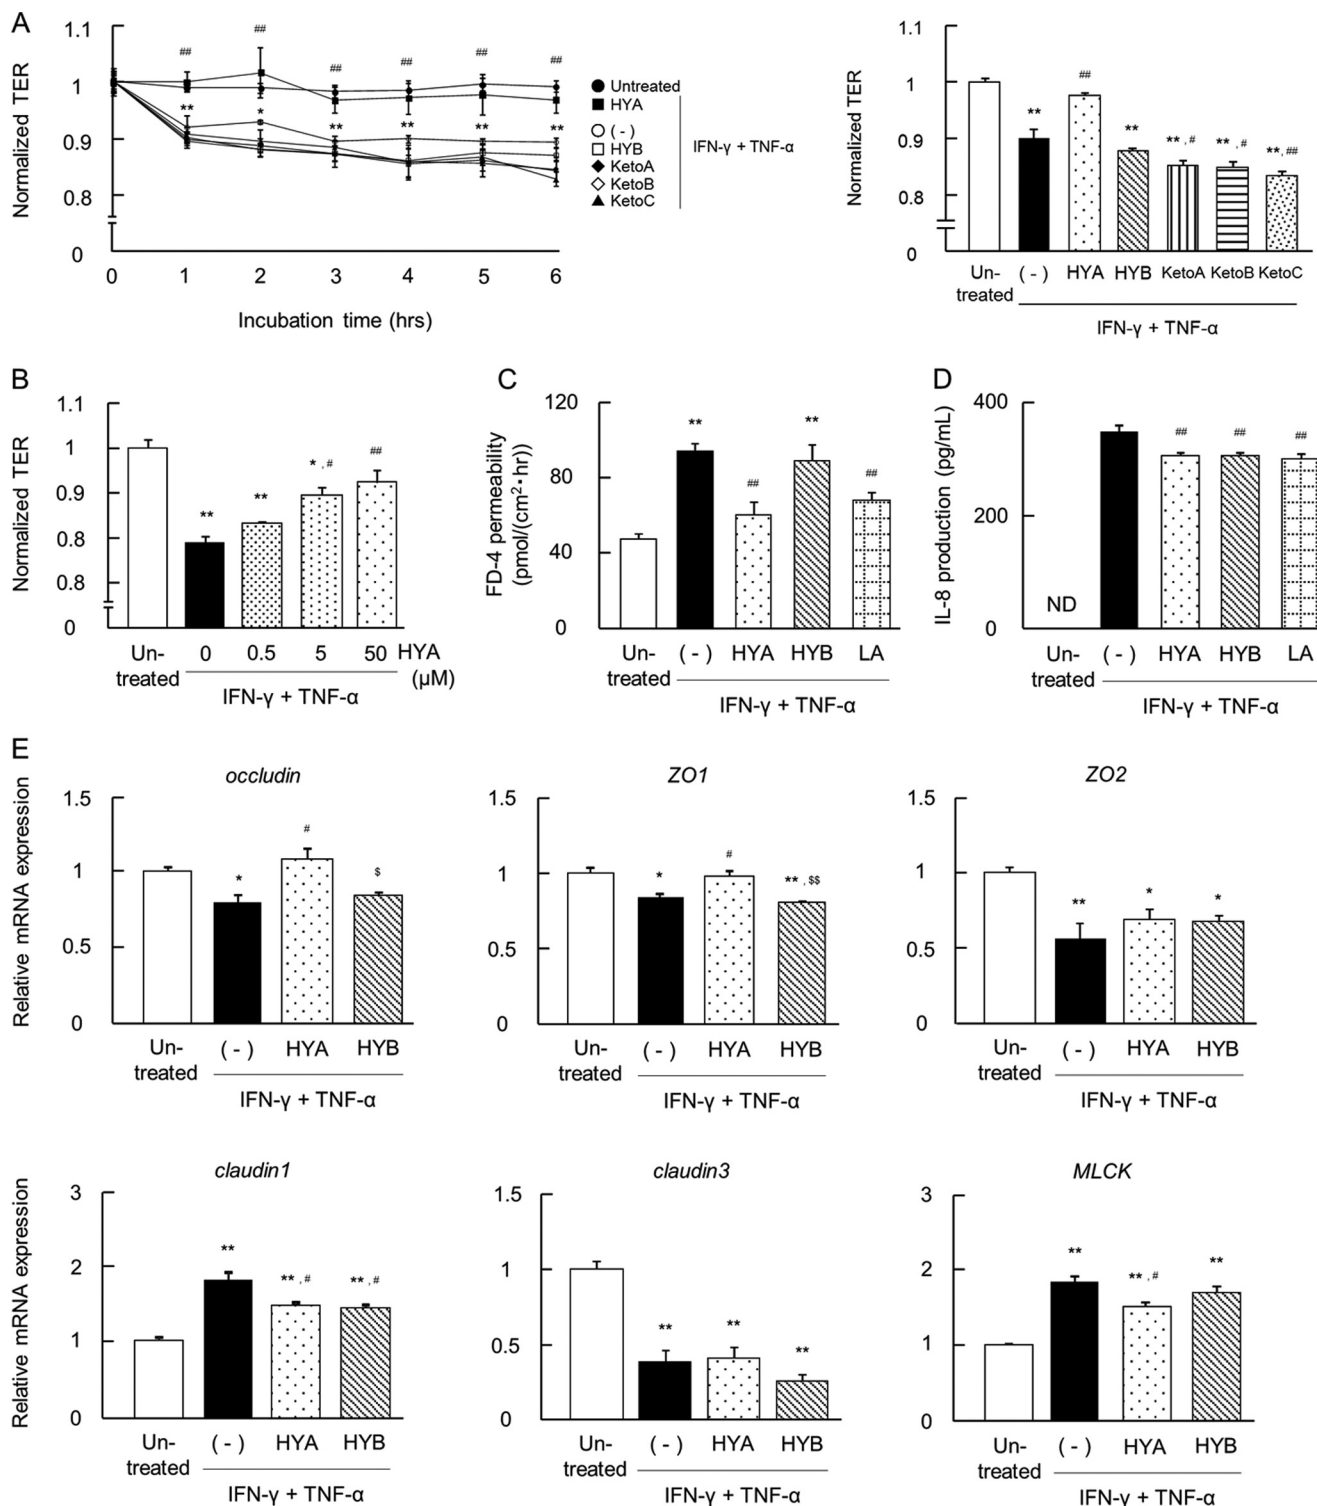 A
Normalized TER
1.1
1
0.9
0.8
0
##
##
##
##
##
##
**
*
**
**
**
**
0 1 2 3 4 5 6
Incubation time (hrs)
Untreated
HYA
( - )
HYB
KetoA
KetoB
KetoC
IFN-γ + TNF-α
Normalized TER
1.1
1
0.9
0.8
0
**
##
**
**, #
**, #
**, ##
Un-
treated
( - ) HYA HYB KetoA KetoB KetoC
IFN-γ + TNF-α
B
Normalized TER
1.1
1
0.9
0.8
0.8
0
**
**
*, #
##
Un-
treated
0 0.5 5 50 HYA
(μM)
IFN-γ + TNF-α
C
FD-4 permeability
(pmol/(cm²・hr))
120
80
40
0
**
##
**
##
Un-
treated
( - ) HYA HYB LA
IFN-γ + TNF-α
D
IL-8 production (pg/mL)
400
200
0
ND
##
##
##
Un-
treated
( - ) HYA HYB LA
IFN-γ + TNF-α
E
occludin
Relative mRNA expression
1.5
1
0.5
0
*
#
$
Un-
treated
( - ) HYA HYB
IFN-γ + TNF-α
ZO1
1.5
1
0.5
0
*
#
**, $$
Un-
treated
( - ) HYA HYB
IFN-γ + TNF-α
ZO2
1.5
1
0.5
0
**
*
*
Un-
treated
( - ) HYA HYB
IFN-γ + TNF-α
claudin1
Relative mRNA expression
3
2
1
0
**
**, #
**, #
Un-
treated
( - ) HYA HYB
IFN-γ + TNF-α
claudin3
1.5
1
0.5
0
**
**
**
Un-
treated
( - ) HYA HYB
IFN-γ + TNF-α
MLCK
3
2
1
0
**
**, #
**
Un-
treated
( - ) HYA HYB
IFN-γ + TNF-α